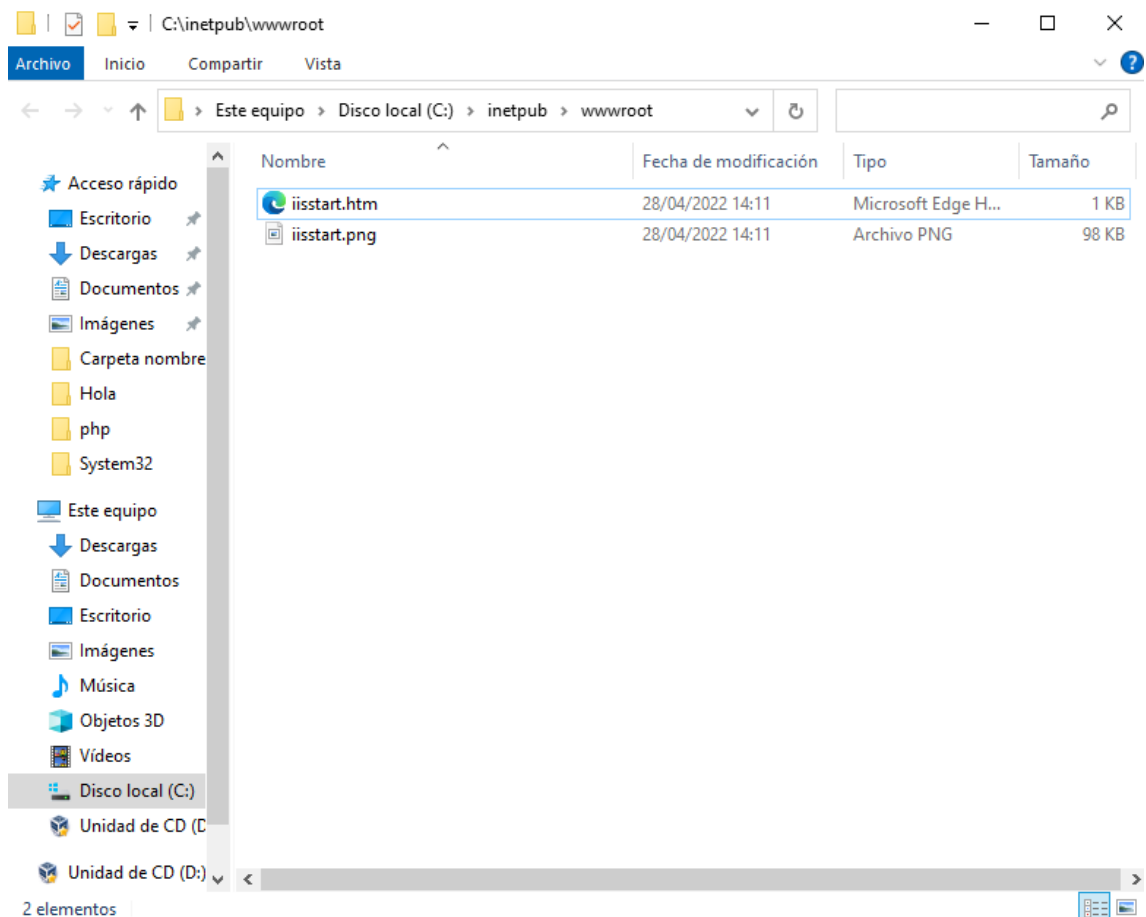 C:\inetpub\wwwroot
Archivo Inicio Compartir Vista ?
Este equipo > Disco local (C:) > inetpub > wwwroot
Nombre Fecha de modificación Tipo Tamaño
iisstart.htm 28/04/2022 14:11 Microsoft Edge H... 1 KB
iisstart.png 28/04/2022 14:11 Archivo PNG 98 KB
Acceso rápido
Escritorio
Descargas
Documentos
Imágenes
Carpeta nombre
Hola
php
System32
Este equipo
Descargas
Documentos
Escritorio
Imágenes
Música
Objetos 3D
Vídeos
Disco local (C:)
Unidad de CD (D
Unidad de CD (D:)
2 elementos